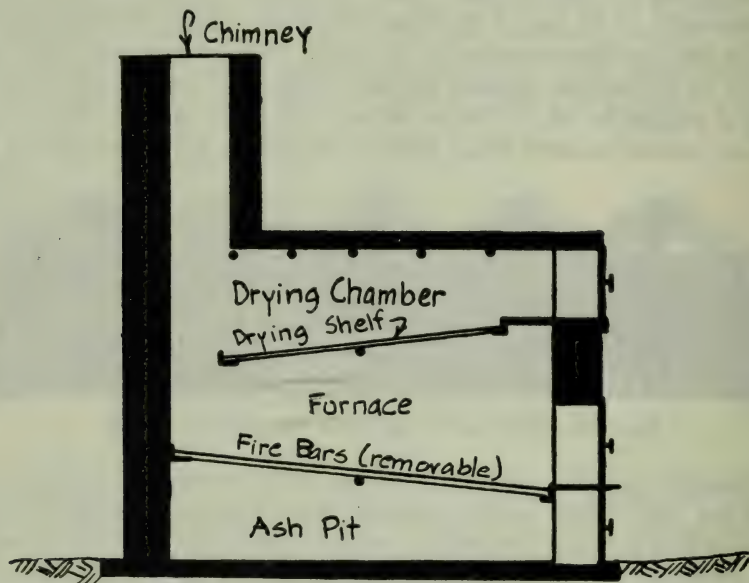 Chimney
Drying Chamber
Drying Shelf
Furnace
Fire Bars (removable)
Ash Pit